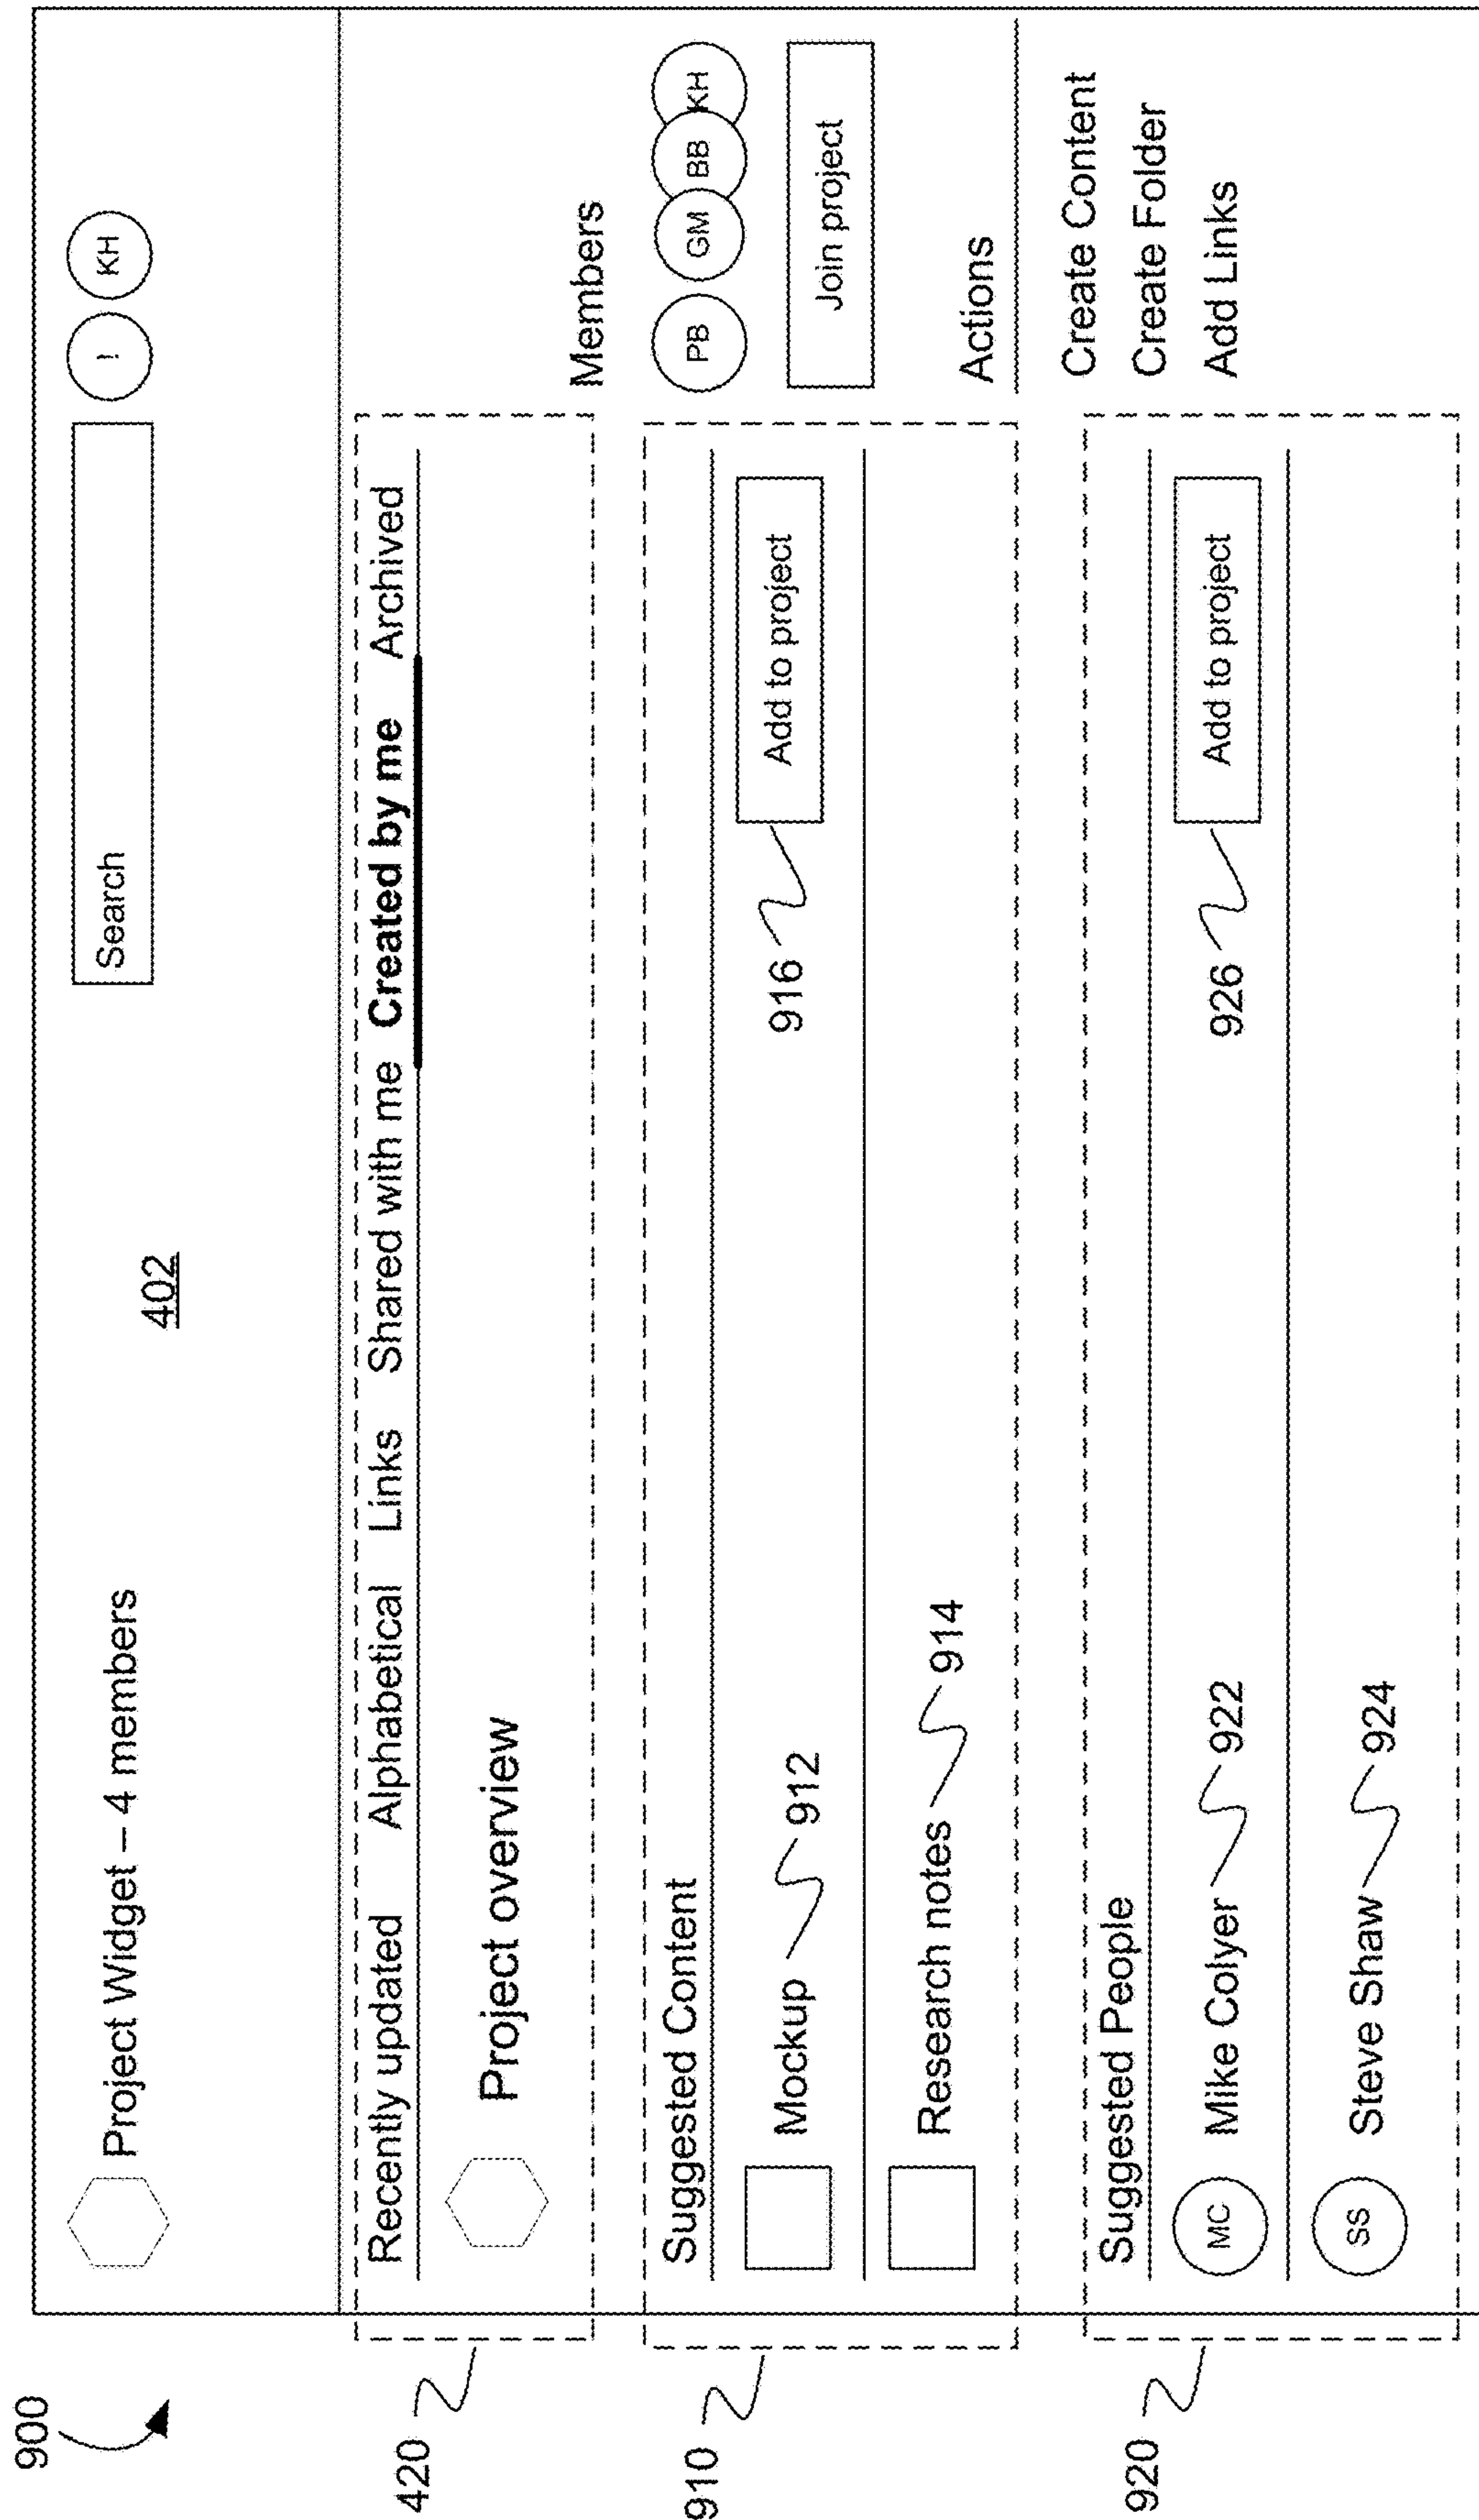 900
Project Widget – 4 members
402
Search
!
KH
420
Recently updated Alphabetical Links Shared with me Created by me Archived
Project overview
Members
910
Suggested Content
PB GM BB KH
Mockup 912
916
Add to project
Join project
Research notes 914
Actions
920
Suggested People
Create Content
Create Folder
Add Links
MC Mike Colyer 922
926
Add to project
SS Steve Shaw 924